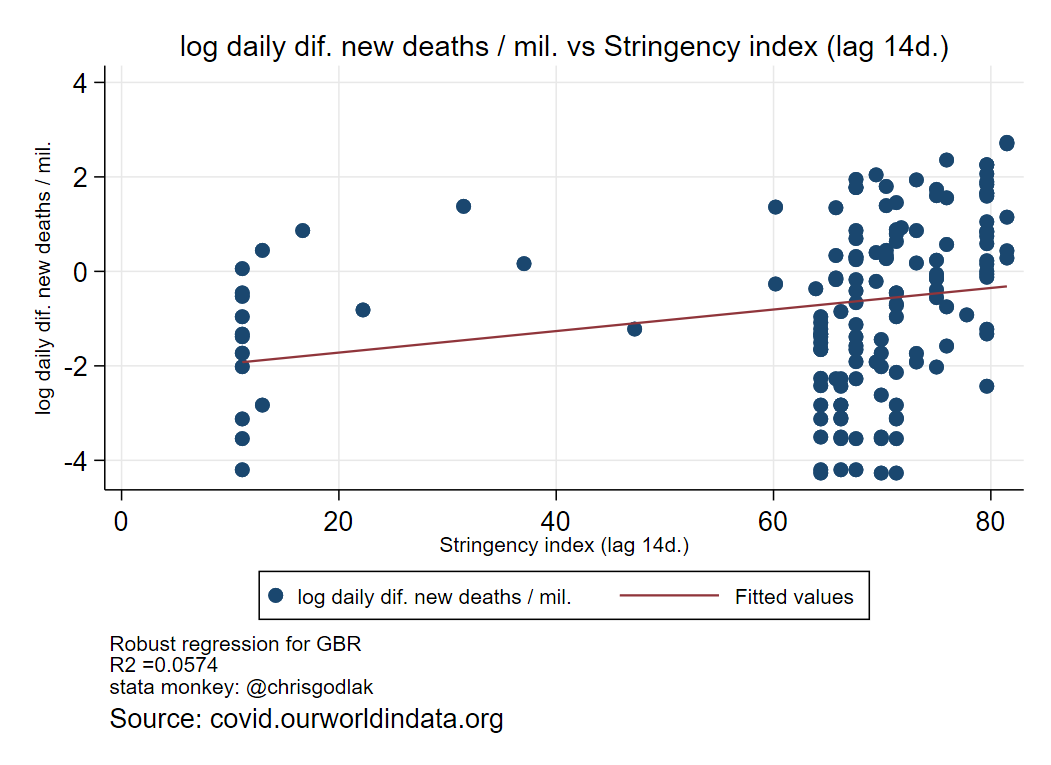 log daily dif. new deaths / mil. vs Stringency index (lag 14d.)
log daily dif. new deaths / mil.
4
2
0
-2
-4
0 20 40 60 80
Stringency index (lag 14d.)
log daily dif. new deaths / mil. Fitted values
Robust regression for GBR
R2 =0.0574
stata monkey: @chrisgodlak
Source: covid.ourworldindata.org